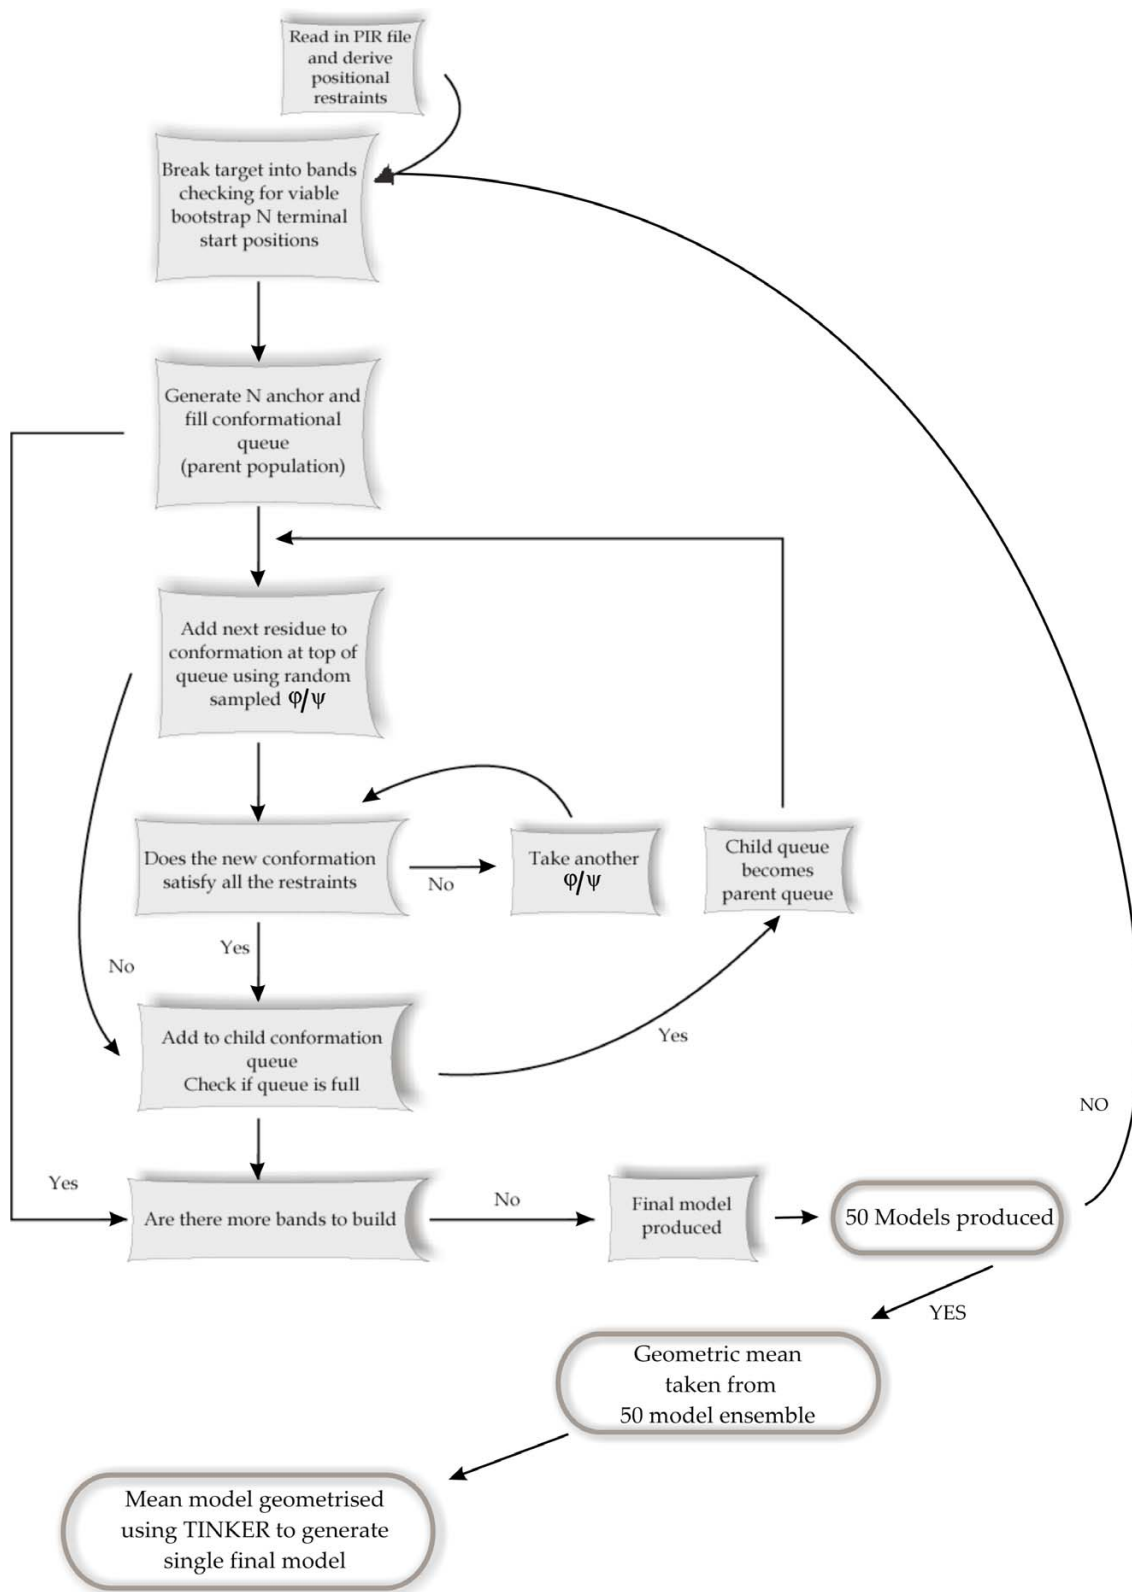 Read in PIR file
and derive
positional
restraints
Break target into bands
checking for viable
bootstrap N terminal
start positions
Generate N anchor and
fill conformational
queue
(parent population)
Add next residue to
conformation at top of
queue using random
sampled φ/ψ
Does the new conformation
satisfy all the restraints
No
Take another
φ/ψ
Child queue
becomes
parent queue
Yes
No
Add to child conformation
queue
Check if queue is full
Yes
NO
Yes
Are there more bands to build
No
Final model
produced
50 Models produced
YES
Geometric mean
taken from
50 model ensemble
Mean model geometrised
using TINKER to generate
single final model